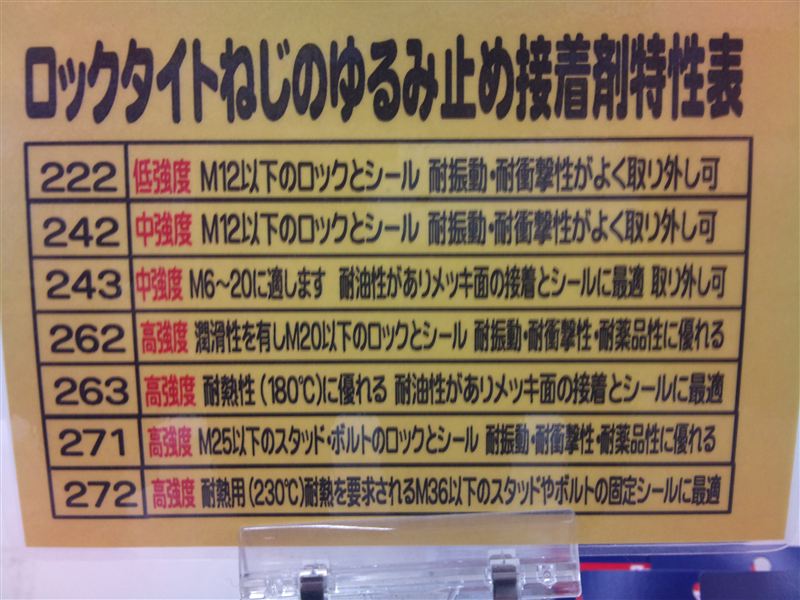 ロックタイトねじのゆるみ止め接着剤特性表
222 低強度 M12以下のロックとシール 耐振動・耐衝撃性がよく取り外し可
242 中強度 M12以下のロックとシール 耐振動・耐衝撃性がよく取り外し可
243 中強度 M6〜20に適します 耐油性がありメッキ面の接着とシールに最適 取り外し可
262 高強度 潤滑性を有しM20以下のロックとシール 耐振動・耐衝撃性・耐薬品性に優れる
263 高強度 耐熱性(180℃)に優れる 耐油性がありメッキ面の接着とシールに最適
271 高強度 M25以下のスタッド・ボルトのロックとシール 耐振動・耐衝撃性・耐薬品性に優れる
272 高強度 耐熱用(230℃)耐熱を要求されるM36以下のスタッドやボルトの固定シールに最適